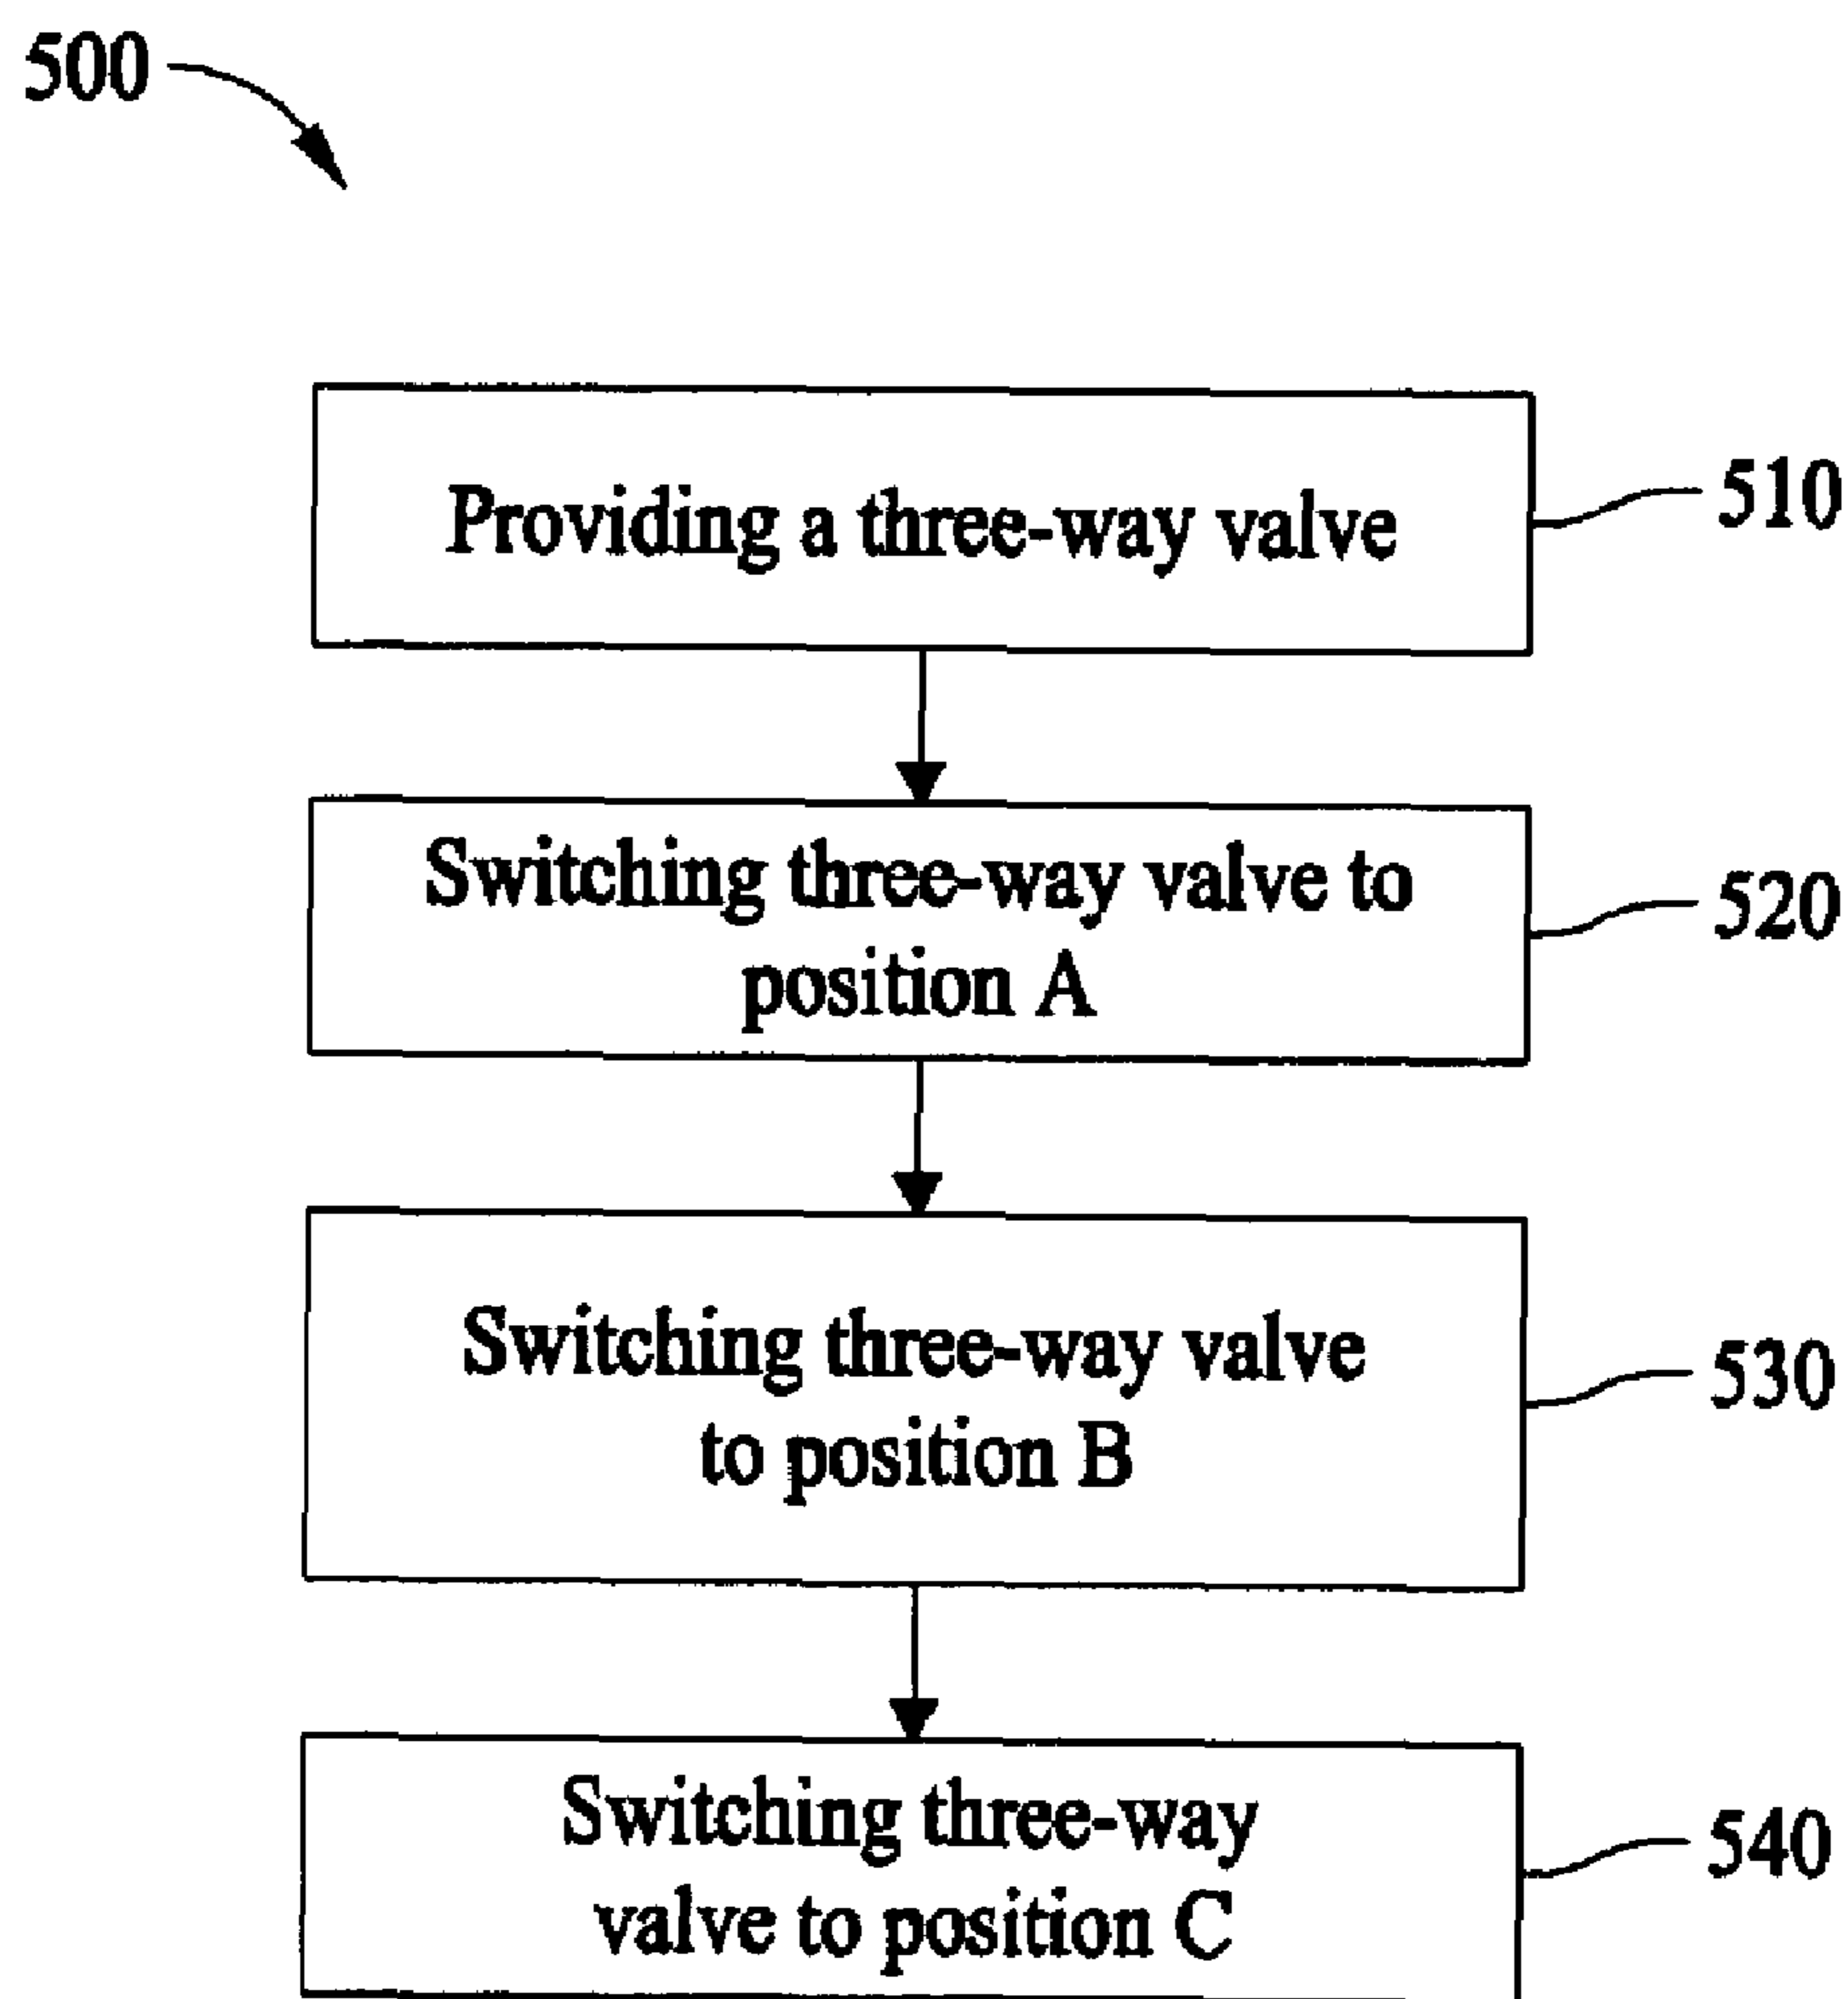 500
Providing a three-way valve
510
Switching three-way valve to
position A
520
Switching three-way valve
to position B
530
Switching three-way
valve to position C
540